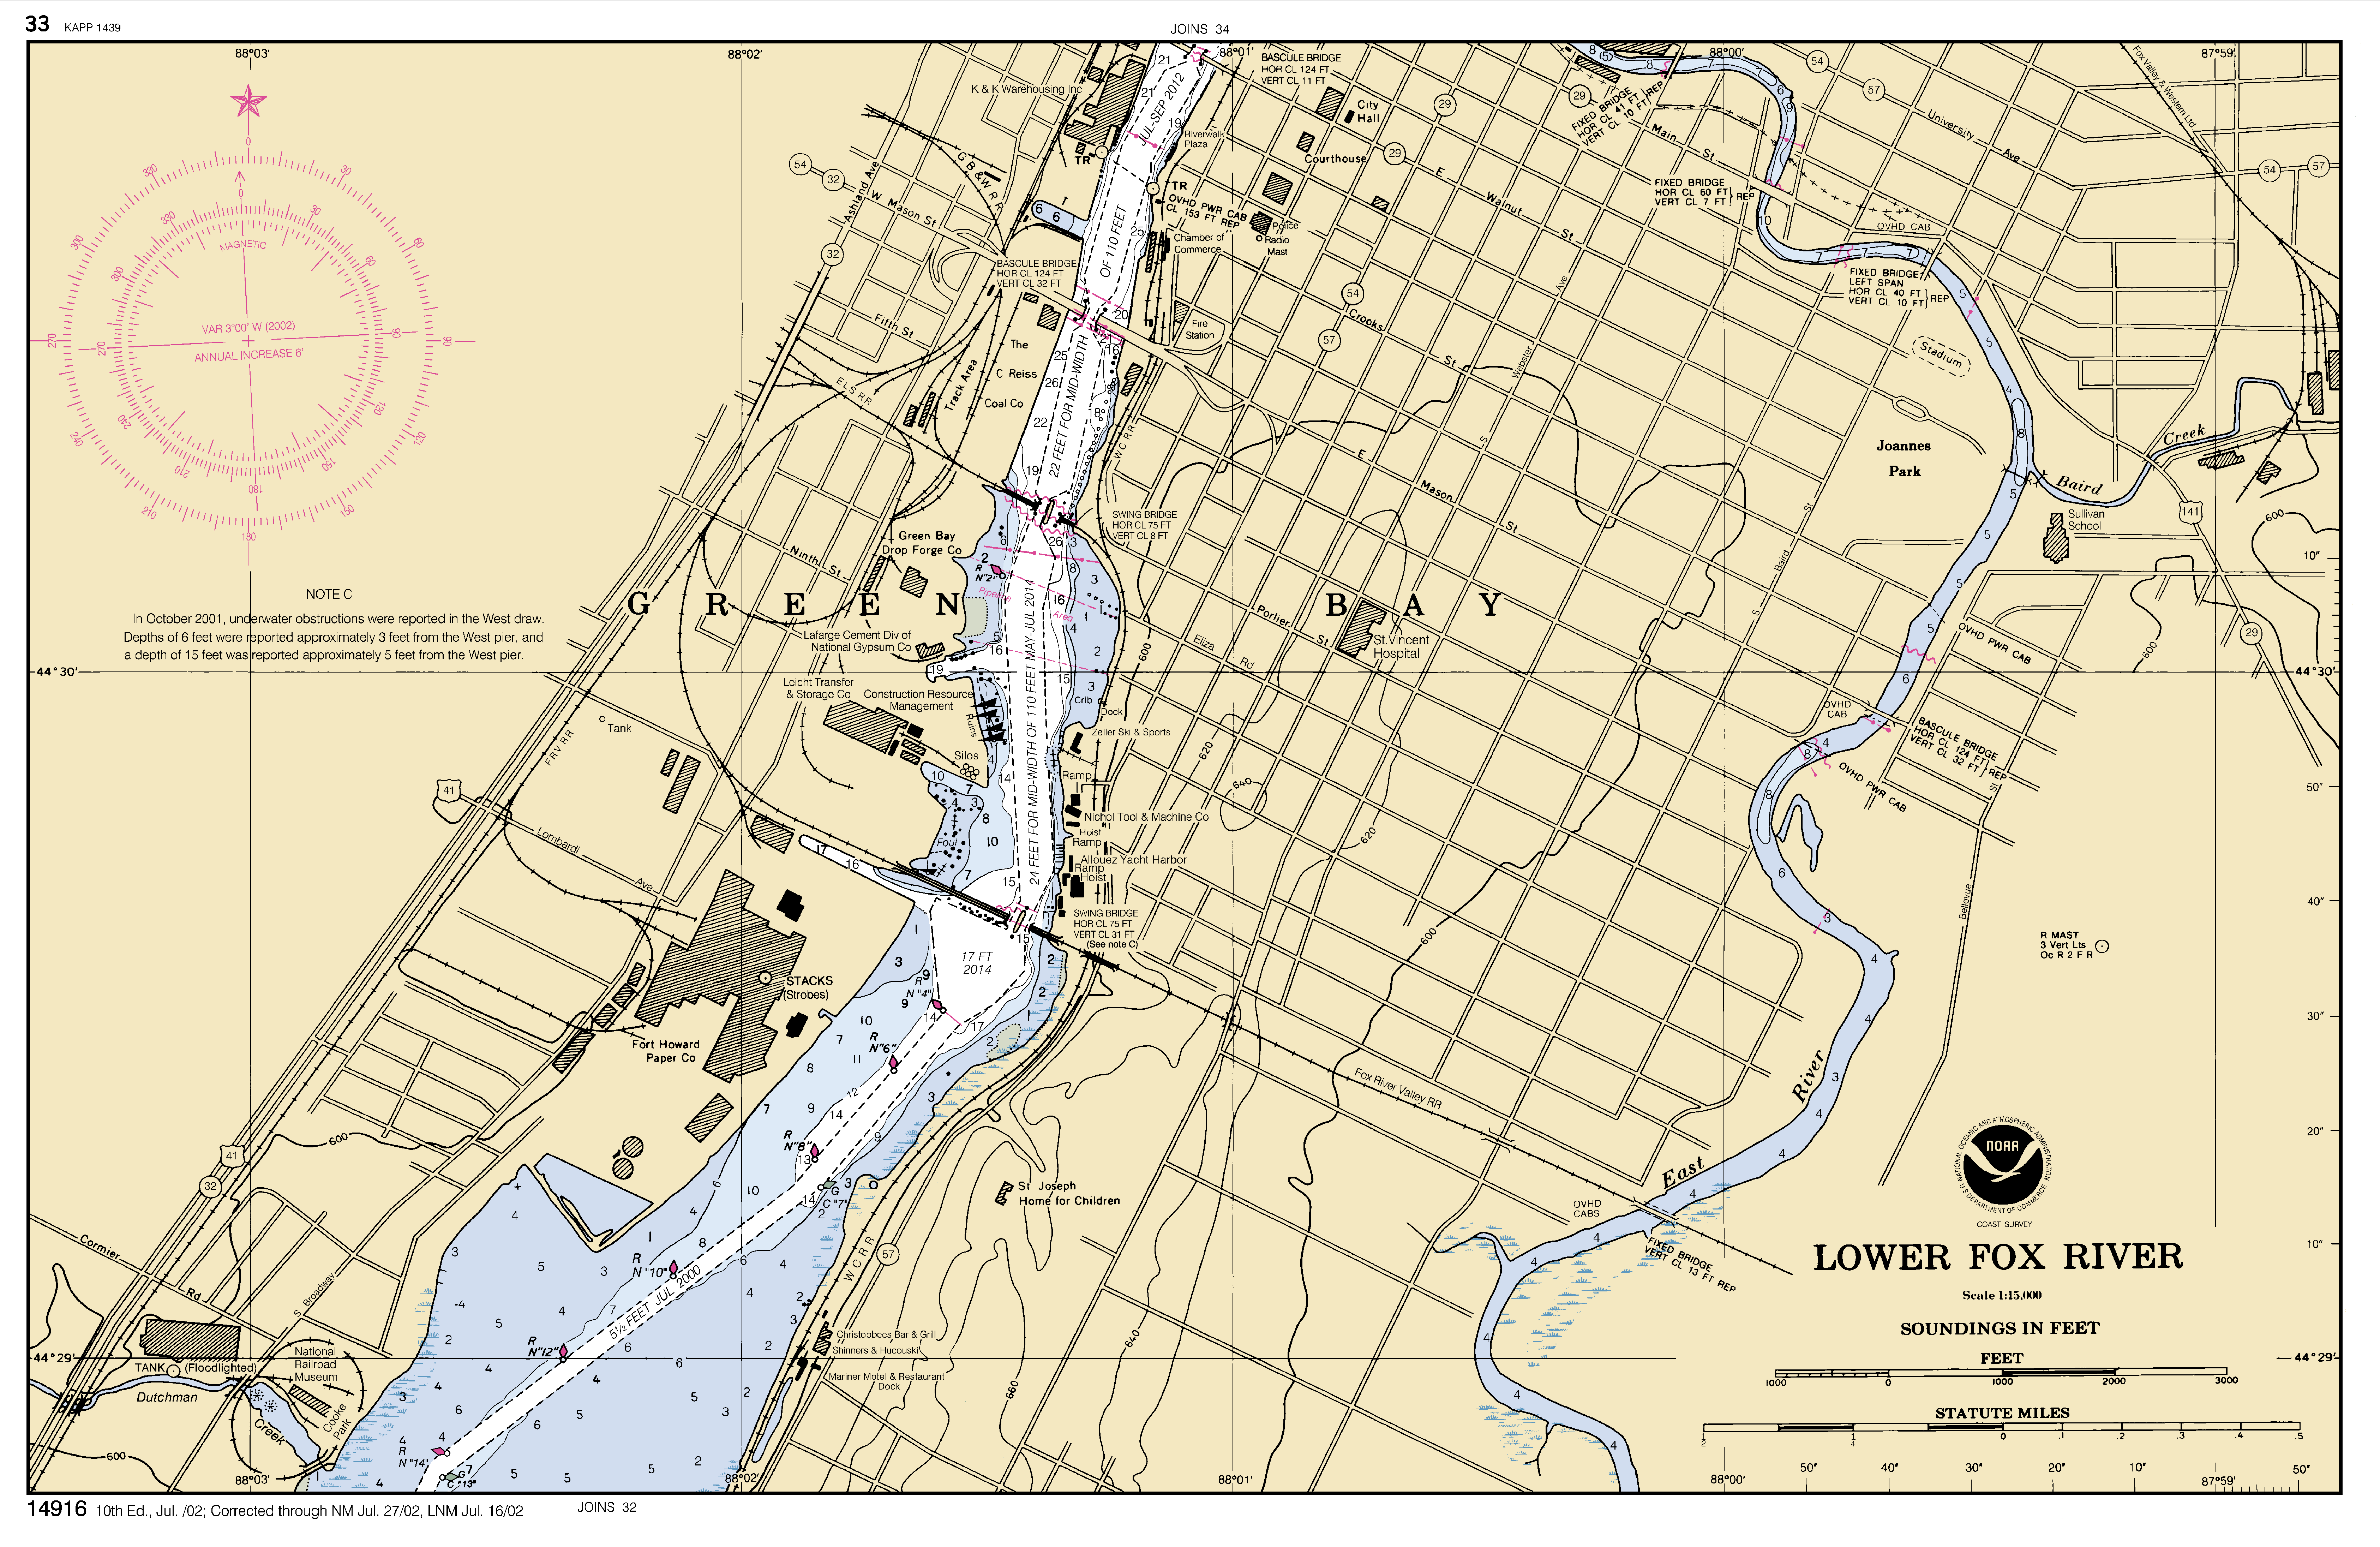 33 KAPP 1439
JOINS 34
88°03'
88°02'
88°01'
88°00'
87°59'
K & K Warehousing Inc
BASCULE BRIDGE
HOR CL 124 FT
VERT CL 11 FT
City
Hall
Riverwalk
Plaza
Courthouse
JUL-SEP 2012
OF 110 FEET
TR
TR
OVHD PWR CAB
CL 153 FT REP
Police
Radio
Mast
Chamber of
Commerce
FIXED BRIDGE
HOR CL 41 FT
VERT CL 10 FT
REP
Main St
University Ave
Fox Valley & Western Ltd
FIXED BRIDGE
HOR CL 60 FT
VERT CL 7 FT
REP
OVHD CAB
FIXED BRIDGE
LEFT SPAN
HOR CL 40 FT
VERT CL 10 FT
REP
Stadium
G B & W R R
Ashland Ave
W Mason St
BASCULE BRIDGE
HOR CL 124 FT
VERT CL 32 FT
Fifth St
Fire
Station
The
C Reiss
Coal Co
Track Area
E L S R R
22 FEET FOR MID-WIDTH
W C R R
E Walnut St
Crooks St
S Webster Ave
E Mason St
S Baird St
Joannes
Park
Baird Creek
Sullivan
School
MAGNETIC
VAR 3°00' W (2002)
ANNUAL INCREASE 6'
NOTE C
In October 2001, underwater obstructions were reported in the West draw.
Depths of 6 feet were reported approximately 3 feet from the West pier, and
a depth of 15 feet was reported approximately 5 feet from the West pier.
SWING BRIDGE
HOR CL 75 FT
VERT CL 8 FT
Green Bay
Drop Forge Co
Ninth St
R
N "2"
Pipeline
Area
GREEN BAY
Lafarge Cement Div of
National Gypsum Co
Porlier St
Eliza Rd
St. Vincent
Hospital
OVHD PWR CAB
44°30'
44°30'
Leicht Transfer
& Storage Co
Construction Resource
Management
Ruins
Crib
Dock
Zeller Ski & Sports
Tank
F R V R R
Silos
Ramp
24 FEET FOR MID-WIDTH OF 110 FEET MAY-JUL 2014
Nichol Tool & Machine Co
Hoist
Ramp
Allouez Yacht Harbor
Ramp
Hoist
Foul
Lombardi Ave
OVHD
CAB
BASCULE BRIDGE
HOR CL 124 FT
VERT CL 32 FT
REP
OVHD PWR CAB
Bellevue St
SWING BRIDGE
HOR CL 75 FT
VERT CL 31 FT
(See note C)
17 FT
2014
R
N "4"
STACKS
(Strobes)
R
N "6"
Fort Howard
Paper Co
R MAST
3 Vert Lts
Oc R 2 F R
Fox River Valley RR
East River
R
N "8"
G
C "7"
St Joseph
Home for Children
OVHD
CABS
FIXED BRIDGE
VERT CL 13 FT REP
R
N "10"
5½ FEET JUL 2000
W C R R
R
N "12"
Cormier Rd
S Broadway
National
Railroad
Museum
TANK (Floodlighted)
Dutchman Creek
Cooke
Park
Christopbees Bar & Grill
Shinners & Hucouski
Mariner Motel & Restaurant
Dock
44°29'
44°29'
R
N "14"
G
C "13"
NATIONAL OCEANIC AND ATMOSPHERIC ADMINISTRATION
NOAA
U.S. DEPARTMENT OF COMMERCE
COAST SURVEY
LOWER FOX RIVER
Scale 1:15,000
SOUNDINGS IN FEET
FEET
1000 0 1000 2000 3000
STATUTE MILES
1/2 1/4 0 .1 .2 .3 .4 .5
88°03'
88°02'
88°01'
88°00'
50" 40" 30" 20" 10"
87°59'
50"
14916 10th Ed., Jul. /02; Corrected through NM Jul. 27/02, LNM Jul. 16/02
JOINS 32